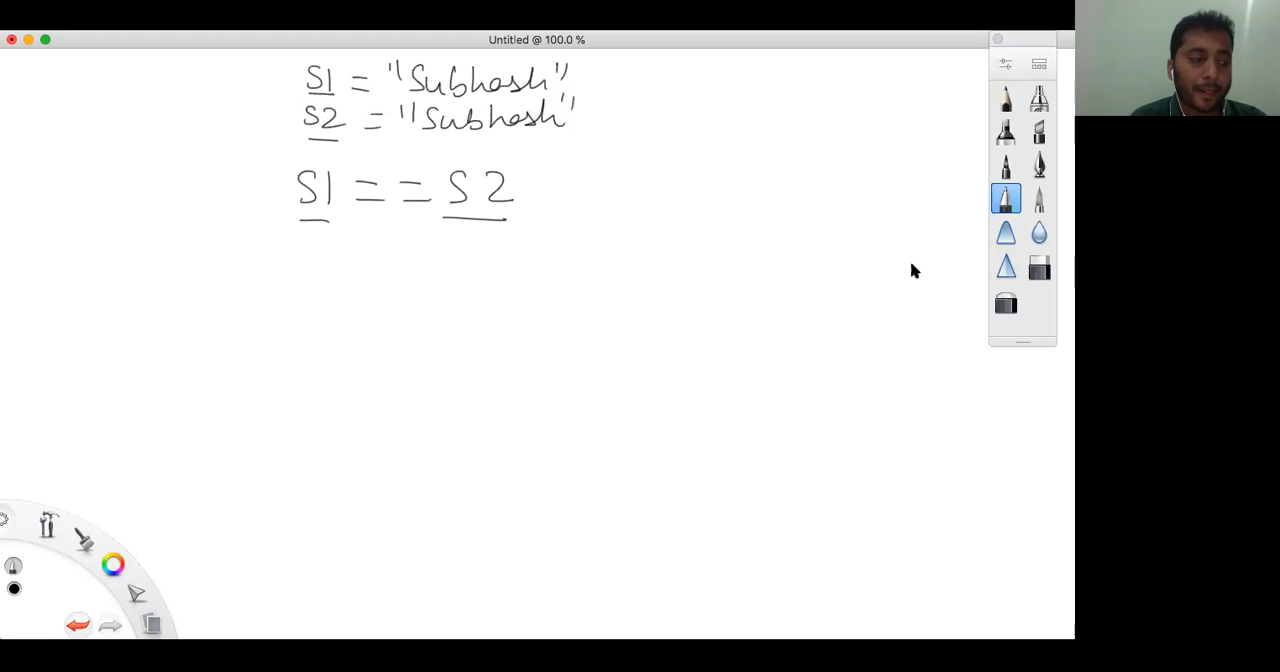 Untitled @ 100.0 %
S1 = "Subhash"
S2 = "Subhash"
S1 == S2